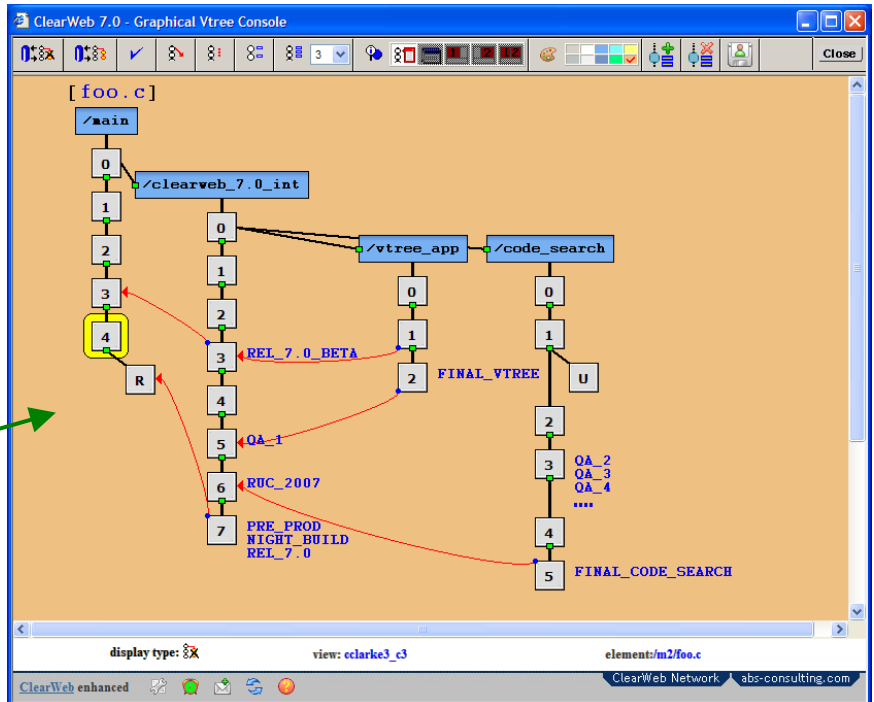 ClearWeb 7.0 - Graphical Vtree Console
3
Close
[foo.c]
/main
0
/clearweb_7.0_int
1
0
2
/vtree_app
/code_search
1
3
0
0
2
4
1
1
3
REL_7.0_BETA
R
2
FINAL_VTREE
U
4
2
5
QA_1
3
QA_2
QA_3
QA_4
....
6
RUC_2007
7
PRE_PROD
NIGHT_BUILD
REL_7.0
4
5
FINAL_CODE_SEARCH
display type:
view: cclarke3_c3
element:/m2/foo.c
ClearWeb enhanced
ClearWeb Network
abs-consulting.com